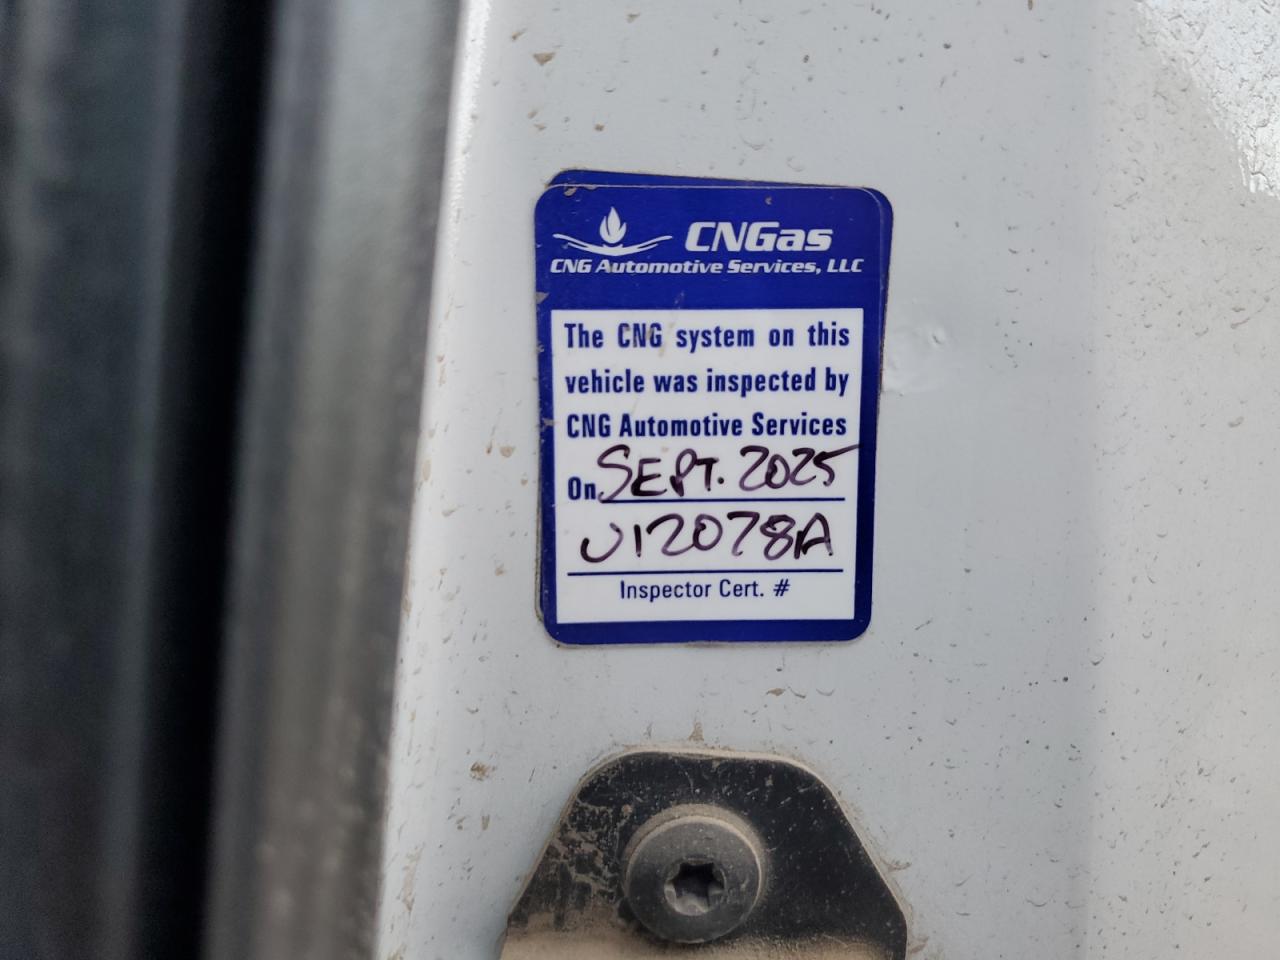 CNGas
CNG Automotive Services, LLC
The CNG system on this
vehicle was inspected by
CNG Automotive Services
On SEPT. 2025
U12078A
Inspector Cert. #